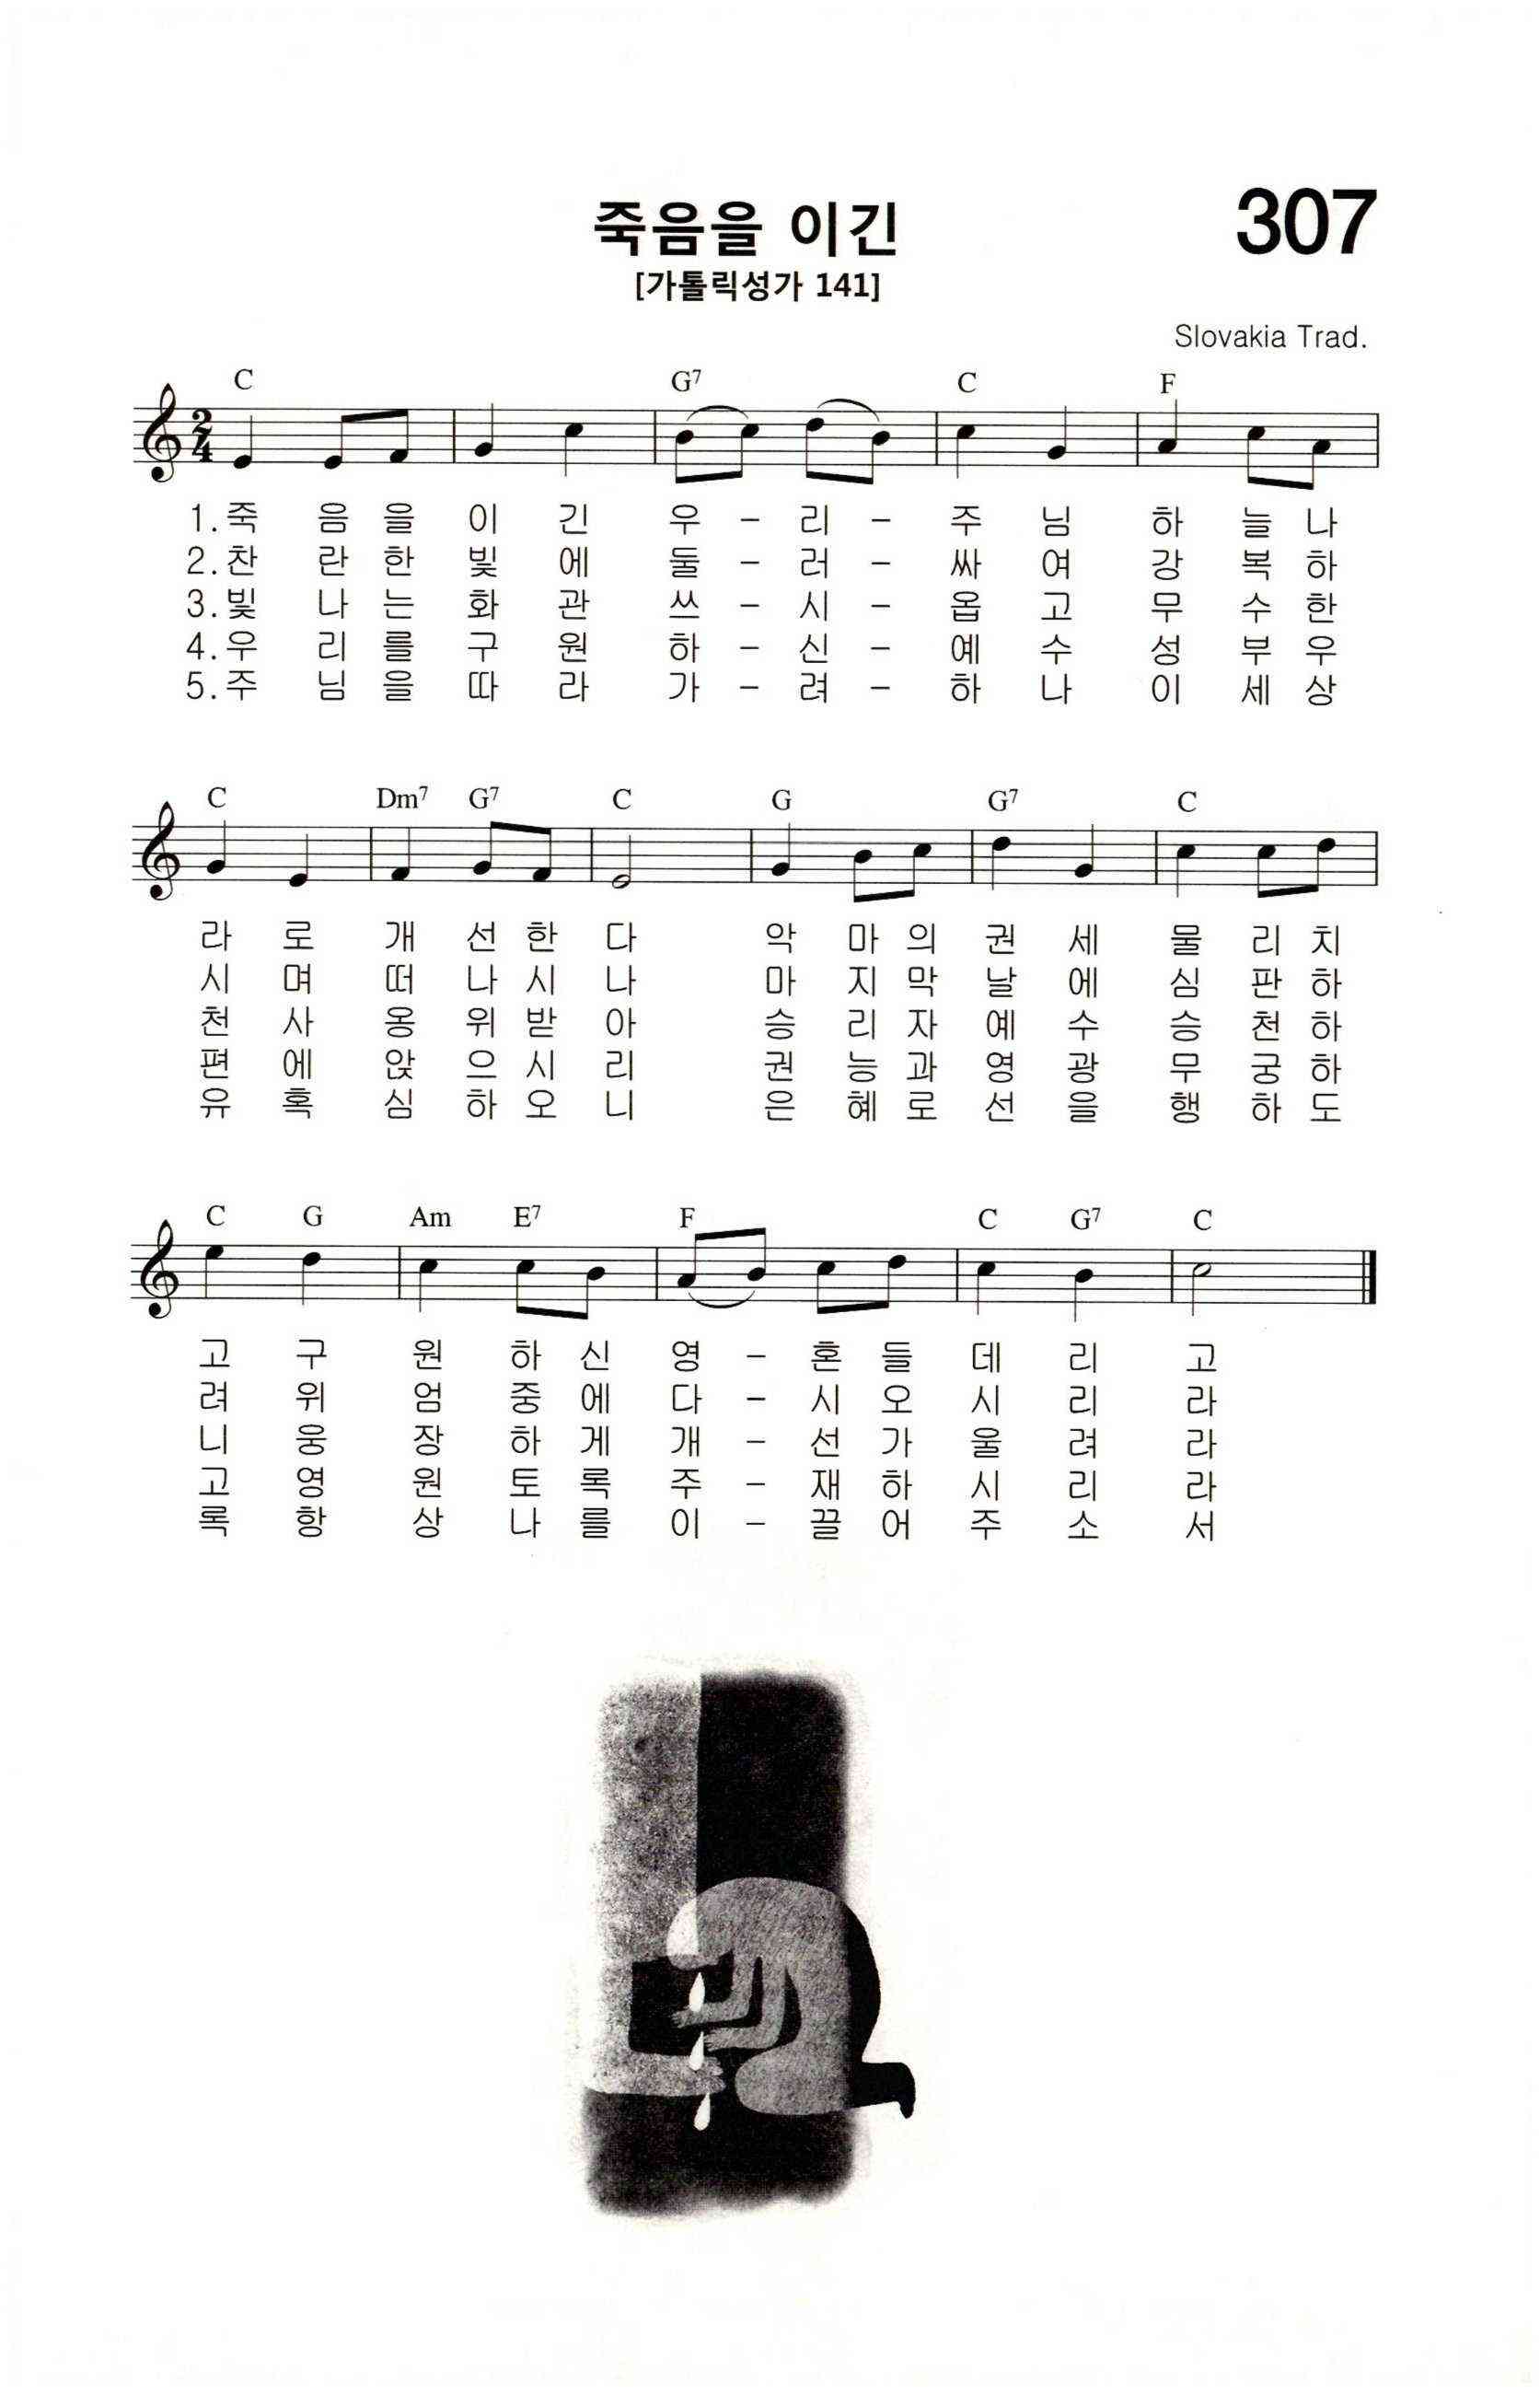 307
죽음을 이긴
[가톨릭성가 141]
Slovakia Trad.
C G7 C F
2 4
1.죽 음 을 이 긴 우 - 리 - 주 님 하 늘 나
2.찬 란 한 빛 에 둘 - 러 - 싸 여 강 복 하
3.빛 나 는 화 관 쓰 - 시 - 옵 고 무 수 한
4.우 리 를 구 원 하 - 신 - 예 수 성 부 우
5.주 님 을 따 라 가 - 려 - 하 나 이 세 상
C Dm7 G7 C G G7 C
라 로 개 선 한 다 악 마 의 권 세 물 리 치
시 며 떠 나 시 나 마 지 막 날 에 심 판 하
천 사 옹 위 받 아 승 리 자 예 수 승 천 하
편 에 앉 으 시 리 권 능 과 영 광 무 궁 하
유 혹 심 하 오 니 은 혜 로 선 을 행 하 도
C G Am E7 F C G7 C
고 구 원 하 신 영 - 혼 들 데 리 고
려 위 엄 중 에 다 - 시 오 시 리 라
니 웅 장 하 게 개 - 선 가 울 려 라
고 영 원 토 록 주 - 재 하 시 리 라
록 항 상 나 를 이 - 끌 어 주 소 서